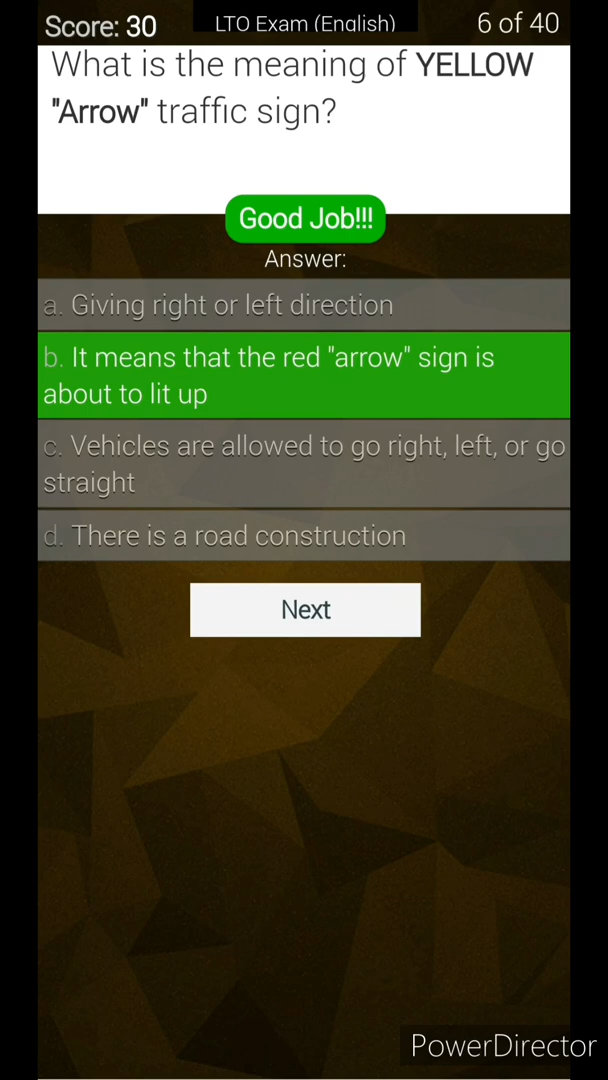 Score: 30
LTO Exam (English)
6 of 40
What is the meaning of YELLOW
"Arrow" traffic sign?
Good Job!!!
Answer:
a. Giving right or left direction
b. It means that the red "arrow" sign is
about to lit up
c. Vehicles are allowed to go right, left, or go
straight
d. There is a road construction
Next
PowerDirector